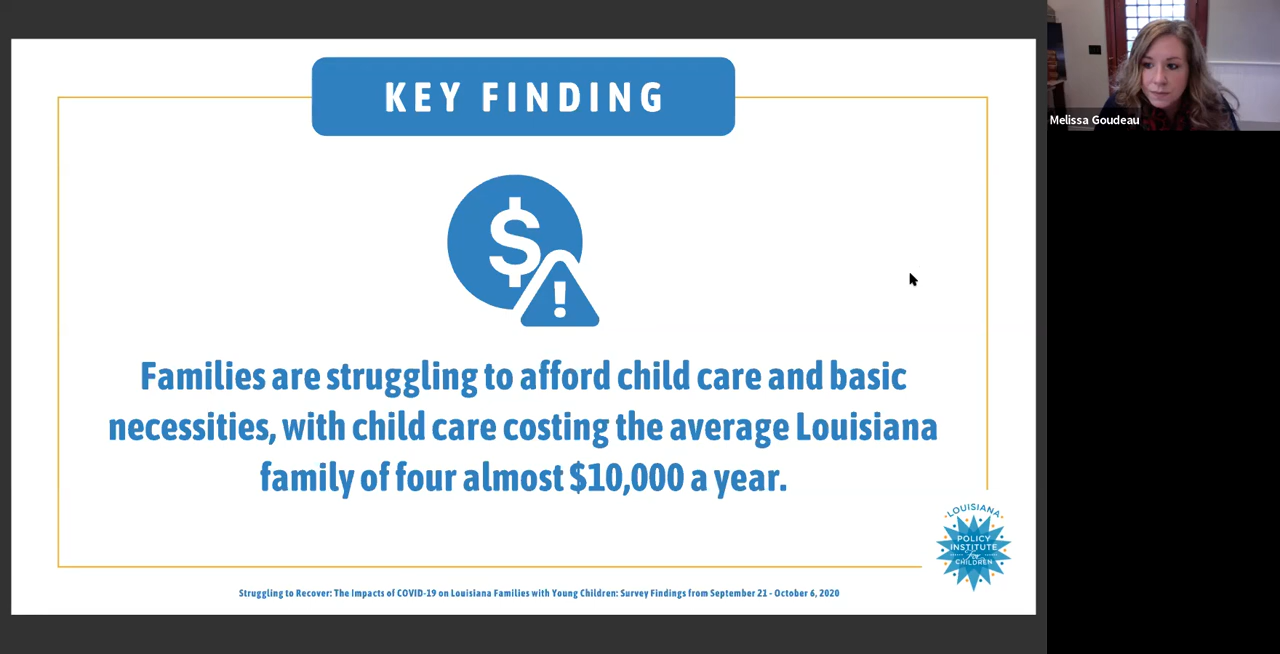 KEY FINDING
$
!
Families are struggling to afford child care and basic
necessities, with child care costing the average Louisiana
family of four almost $10,000 a year.
LOUISIANA
POLICY
INSTITUTE
for
CHILDREN
Struggling to Recover: The Impacts of COVID-19 on Louisiana Families with Young Children: Survey Findings from September 21 - October 6, 2020
Melissa Goudeau